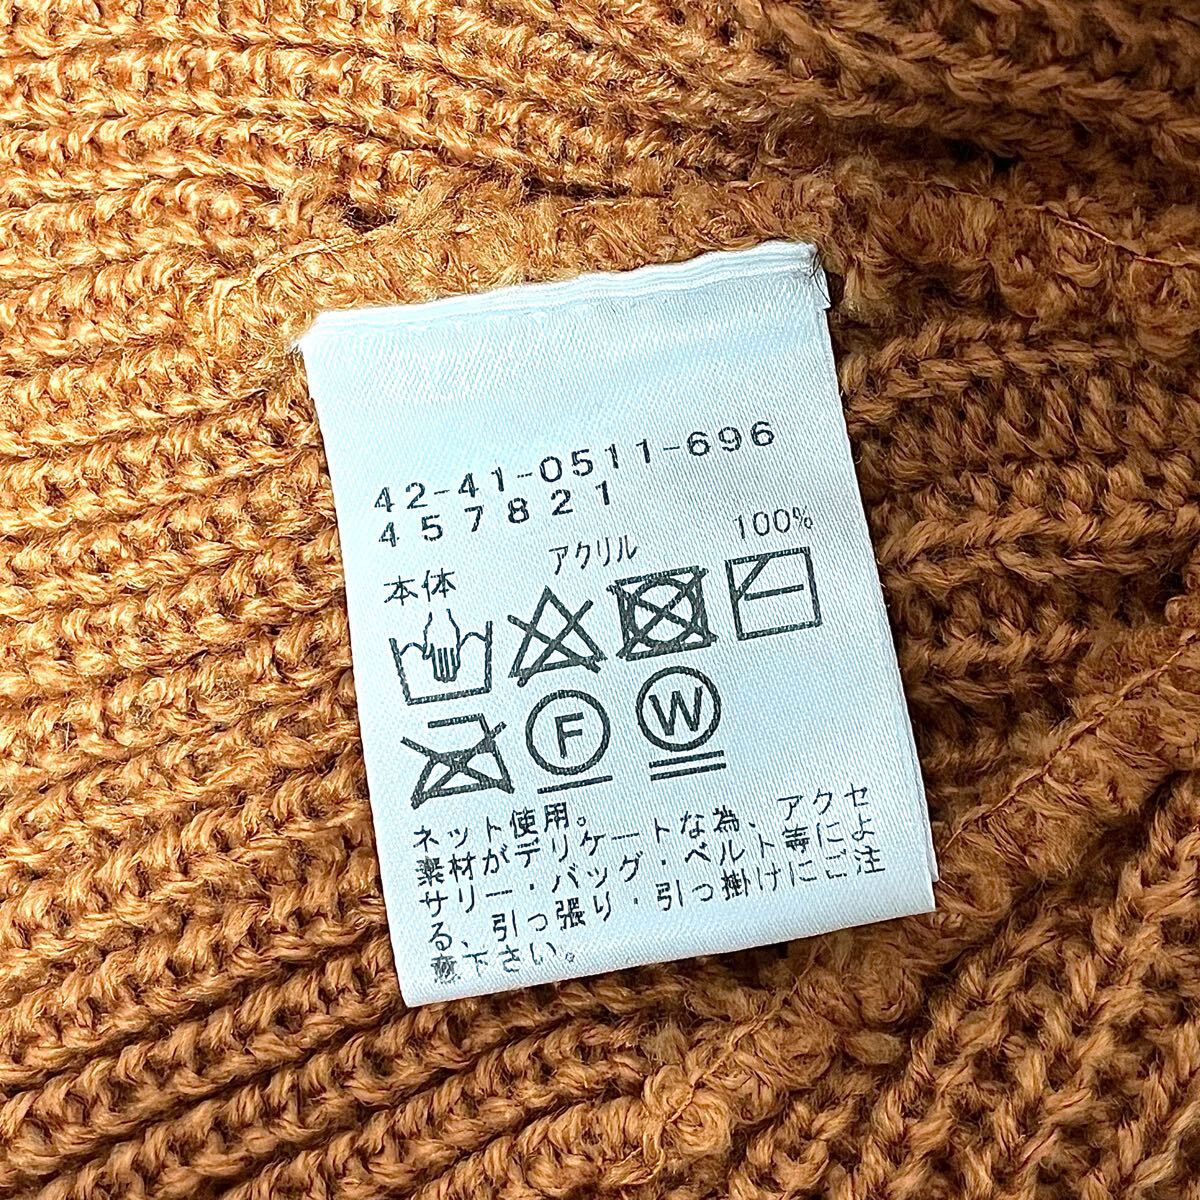 42-41-0511-696
457821
100%
アクリル
本体
F
W
ネット使用。
素材がデリケートな為、アクセ
サリー・バッグ・ベルト等によ
る、引っ張り・引っ掛けにご注
意下さい。